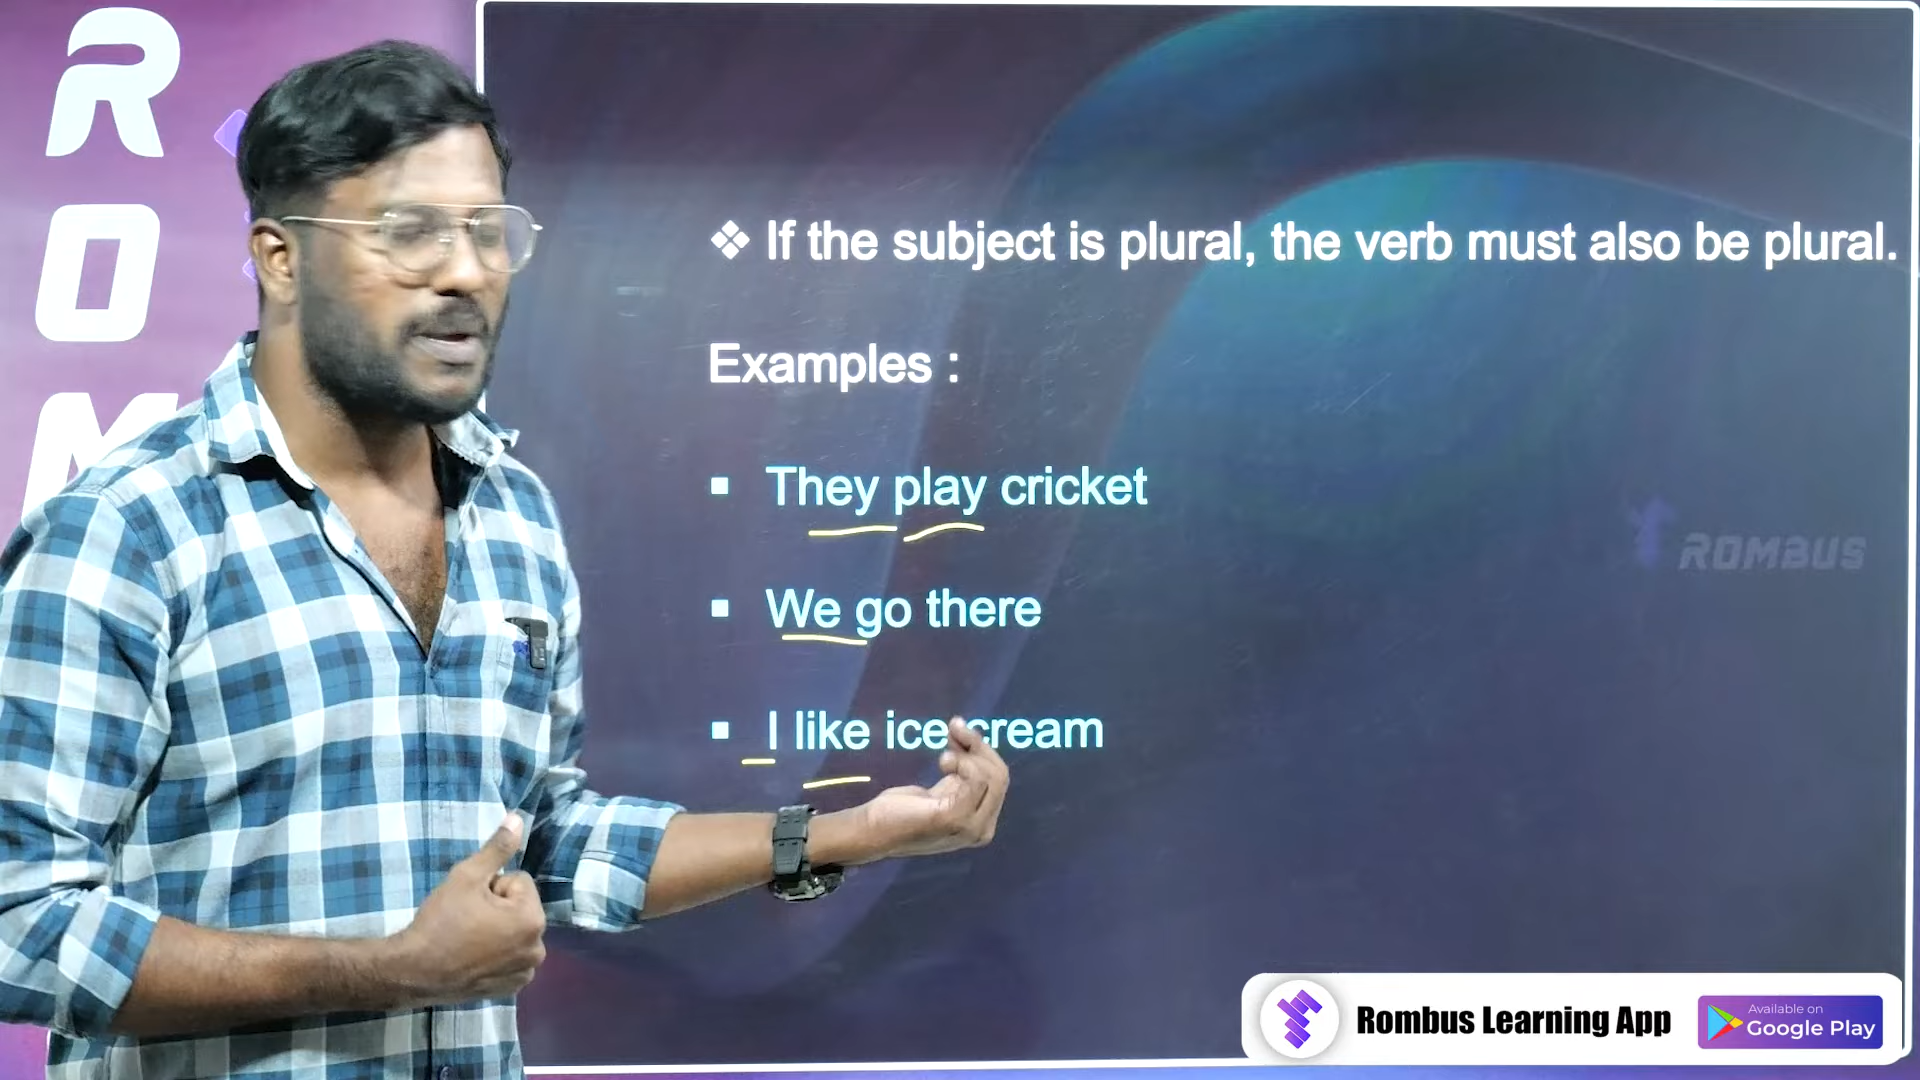 R
O
M
❖ If the subject is plural, the verb must also be plural.
Examples :
▪ They play cricket
▪ We go there
▪ I like ice cream
ROMBUS
Rombus Learning App
Available on
Google Play